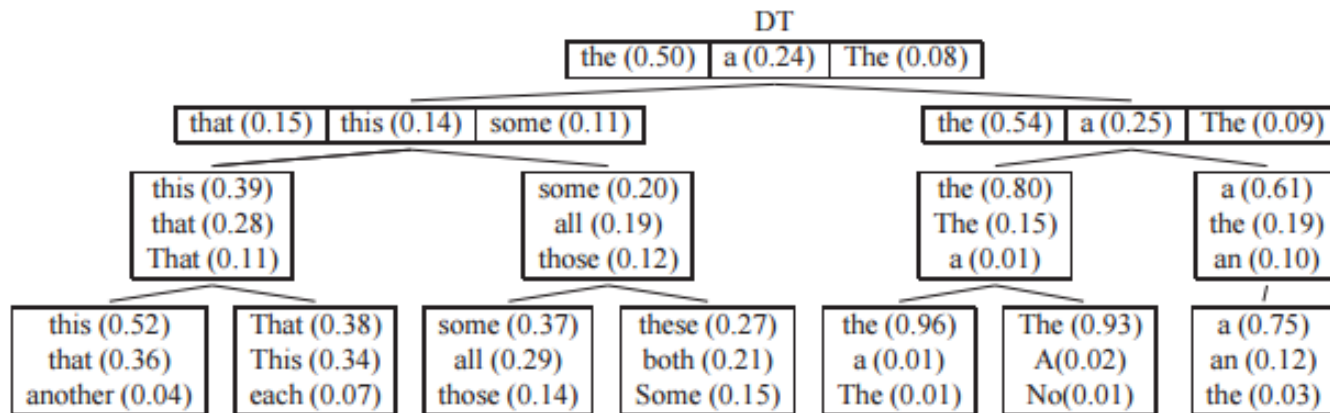 DT
the (0.50) a (0.24) The (0.08)
that (0.15) this (0.14) some (0.11)
the (0.54) a (0.25) The (0.09)
this (0.39)
that (0.28)
That (0.11)
some (0.20)
all (0.19)
those (0.12)
the (0.80)
The (0.15)
a (0.01)
a (0.61)
the (0.19)
an (0.10)
this (0.52)
that (0.36)
another (0.04)
That (0.38)
This (0.34)
each (0.07)
some (0.37)
all (0.29)
those (0.14)
these (0.27)
both (0.21)
Some (0.15)
the (0.96)
a (0.01)
The (0.01)
The (0.93)
A(0.02)
No(0.01)
a (0.75)
an (0.12)
the (0.03)